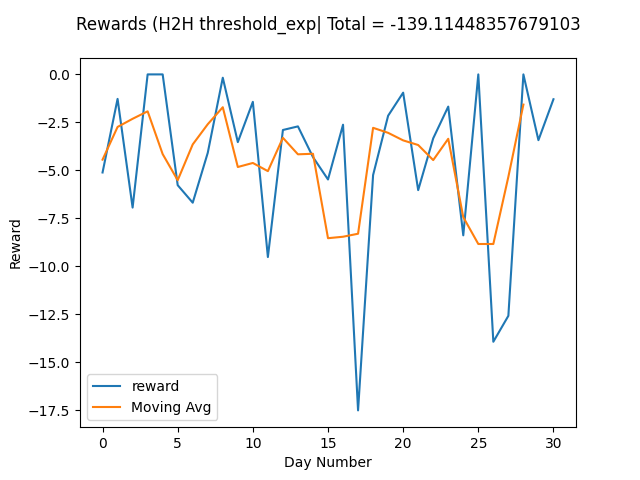 Rewards (H2H threshold_exp| Total = -139.11448357679103
0.0
−2.5
−5.0
−7.5
−10.0
−12.5
−15.0
−17.5
Reward
reward
Moving Avg
0 5 10 15 20 25 30
Day Number